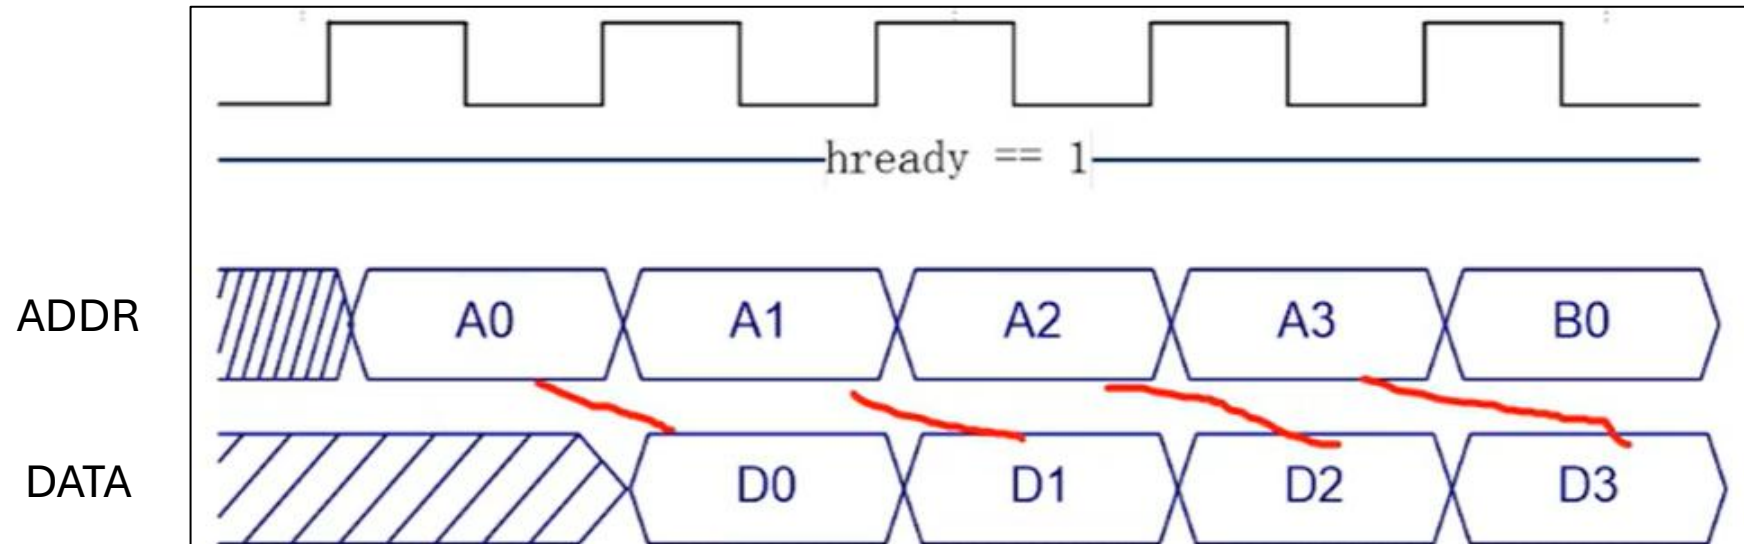 hready == 1
ADDR A0 A1 A2 A3 B0
DATA D0 D1 D2 D3